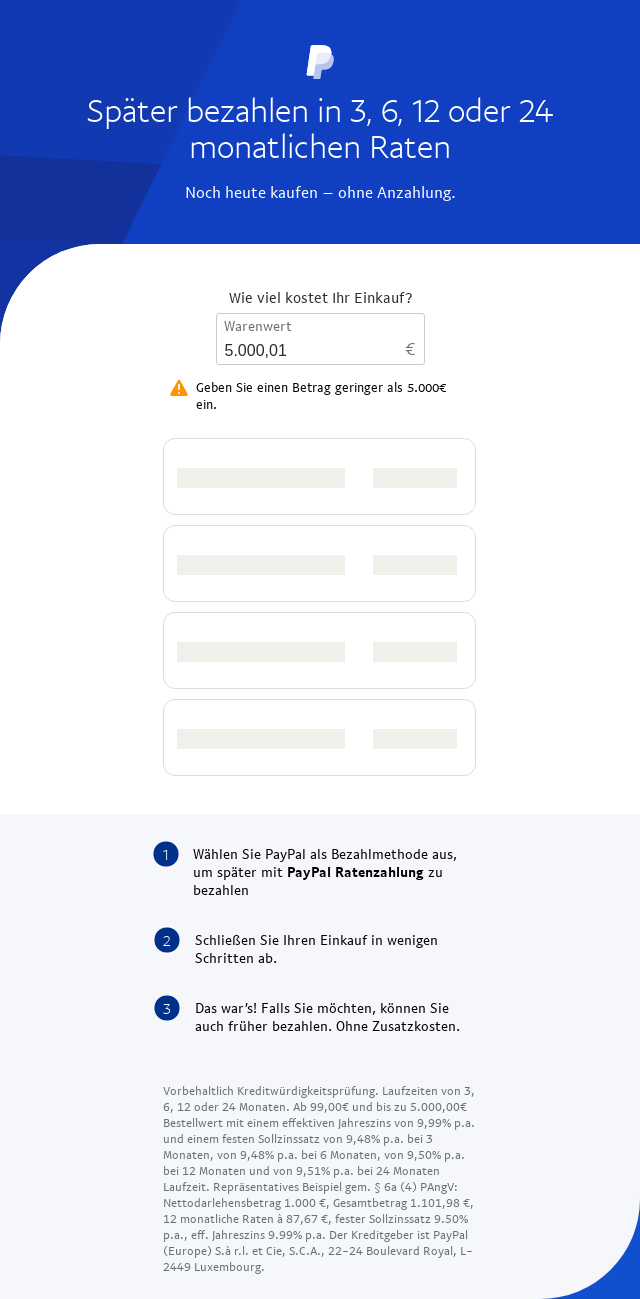 Später bezahlen in 3, 6, 12 oder 24
monatlichen Raten
Noch heute kaufen – ohne Anzahlung.
Wie viel kostet Ihr Einkauf?
Warenwert
5.000,01 €
Geben Sie einen Betrag geringer als 5.000€
ein.
1 Wählen Sie PayPal als Bezahlmethode aus,
um später mit PayPal Ratenzahlung zu
bezahlen
2 Schließen Sie Ihren Einkauf in wenigen
Schritten ab.
3 Das war’s! Falls Sie möchten, können Sie
auch früher bezahlen. Ohne Zusatzkosten.
Vorbehaltlich Kreditwürdigkeitsprüfung. Laufzeiten von 3,
6, 12 oder 24 Monaten. Ab 99,00€ und bis zu 5.000,00€
Bestellwert mit einem effektiven Jahreszins von 9,99% p.a.
und einem festen Sollzinssatz von 9,48% p.a. bei 3
Monaten, von 9,48% p.a. bei 6 Monaten, von 9,50% p.a.
bei 12 Monaten und von 9,51% p.a. bei 24 Monaten
Laufzeit. Repräsentatives Beispiel gem. § 6a (4) PAngV:
Nettodarlehensbetrag 1.000 €, Gesamtbetrag 1.101,98 €,
12 monatliche Raten à 87,67 €, fester Sollzinssatz 9.50%
p.a., eff. Jahreszins 9.99% p.a. Der Kreditgeber ist PayPal
(Europe) S.à r.l. et Cie, S.C.A., 22-24 Boulevard Royal, L-
2449 Luxembourg.